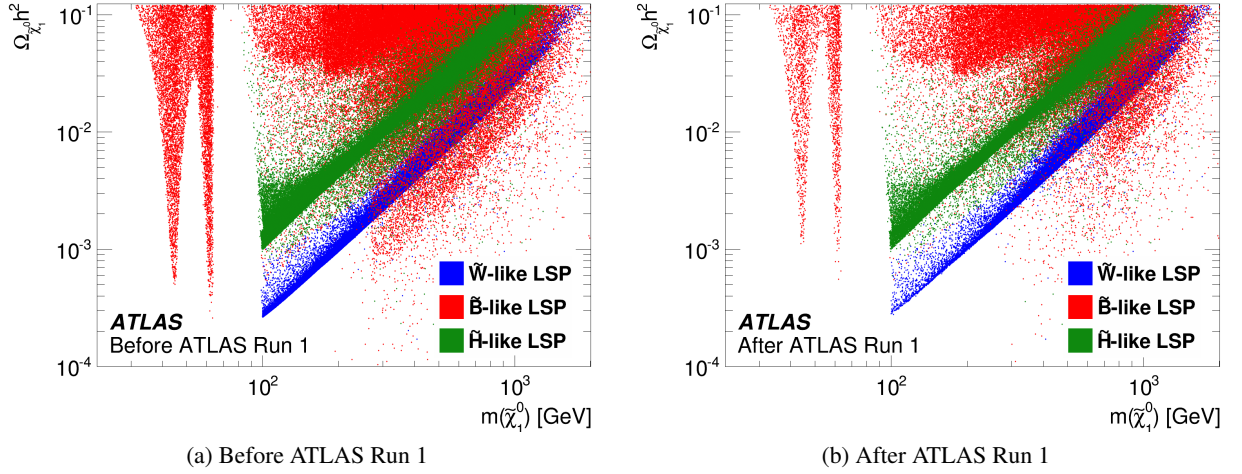 Ω_χ̃₁⁰ h²
10⁻¹
10⁻²
10⁻³
10⁻⁴
W̃-like LSP
B̃-like LSP
H̃-like LSP
ATLAS
Before ATLAS Run 1
10² 10³
m(χ̃₁⁰) [GeV]
(a) Before ATLAS Run 1
Ω_χ̃₁⁰ h²
10⁻¹
10⁻²
10⁻³
10⁻⁴
W̃-like LSP
B̃-like LSP
H̃-like LSP
ATLAS
After ATLAS Run 1
10² 10³
m(χ̃₁⁰) [GeV]
(b) After ATLAS Run 1